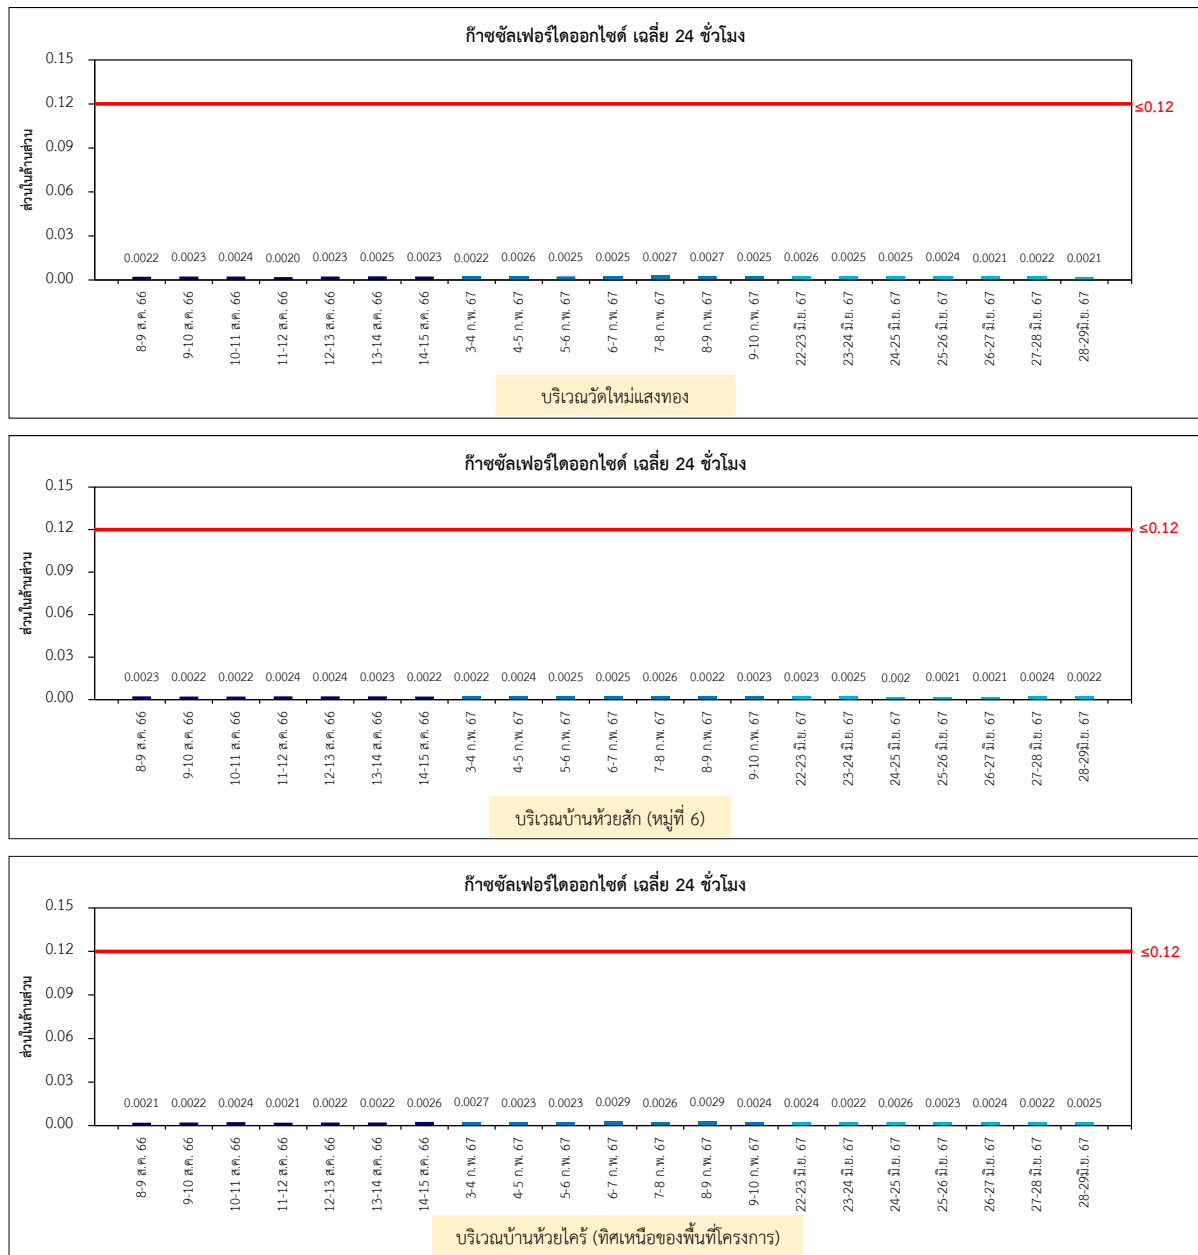 ก๊าซซัลเฟอร์ไดออกไซด์ เฉลี่ย 24 ชั่วโมง
ส่วนในล้านส่วน
0.15
0.12
0.09
0.06
0.03
0.00
≤0.12
0.0022 0.0023 0.0024 0.0020 0.0023 0.0025 0.0023 0.0022 0.0026 0.0025 0.0025 0.0027 0.0027 0.0025 0.0026 0.0025 0.0025 0.0024 0.0021 0.0022 0.0021
8-9 ส.ค. 66 9-10 ส.ค. 66 10-11 ส.ค. 66 11-12 ส.ค. 66 12-13 ส.ค. 66 13-14 ส.ค. 66 14-15 ส.ค. 66 3-4 ก.พ. 67 4-5 ก.พ. 67 5-6 ก.พ. 67 6-7 ก.พ. 67 7-8 ก.พ. 67 8-9 ก.พ. 67 9-10 ก.พ. 67 22-23 มิ.ย. 67 23-24 มิ.ย. 67 24-25 มิ.ย. 67 25-26 มิ.ย. 67 26-27 มิ.ย. 67 27-28 มิ.ย. 67 28-29มิ.ย. 67
บริเวณวัดใหม่แสงทอง
ก๊าซซัลเฟอร์ไดออกไซด์ เฉลี่ย 24 ชั่วโมง
ส่วนในล้านส่วน
0.15
0.12
0.09
0.06
0.03
0.00
≤0.12
0.0023 0.0022 0.0022 0.0024 0.0024 0.0023 0.0022 0.0022 0.0024 0.0025 0.0025 0.0026 0.0022 0.0023 0.0023 0.0025 0.002 0.0021 0.0021 0.0024 0.0022
8-9 ส.ค. 66 9-10 ส.ค. 66 10-11 ส.ค. 66 11-12 ส.ค. 66 12-13 ส.ค. 66 13-14 ส.ค. 66 14-15 ส.ค. 66 3-4 ก.พ. 67 4-5 ก.พ. 67 5-6 ก.พ. 67 6-7 ก.พ. 67 7-8 ก.พ. 67 8-9 ก.พ. 67 9-10 ก.พ. 67 22-23 มิ.ย. 67 23-24 มิ.ย. 67 24-25 มิ.ย. 67 25-26 มิ.ย. 67 26-27 มิ.ย. 67 27-28 มิ.ย. 67 28-29มิ.ย. 67
บริเวณบ้านห้วยสัก (หมู่ที่ 6)
ก๊าซซัลเฟอร์ไดออกไซด์ เฉลี่ย 24 ชั่วโมง
ส่วนในล้านส่วน
0.15
0.12
0.09
0.06
0.03
0.00
≤0.12
0.0021 0.0022 0.0024 0.0021 0.0022 0.0022 0.0026 0.0027 0.0023 0.0023 0.0029 0.0026 0.0029 0.0024 0.0024 0.0022 0.0026 0.0023 0.0024 0.0022 0.0025
8-9 ส.ค. 66 9-10 ส.ค. 66 10-11 ส.ค. 66 11-12 ส.ค. 66 12-13 ส.ค. 66 13-14 ส.ค. 66 14-15 ส.ค. 66 3-4 ก.พ. 67 4-5 ก.พ. 67 5-6 ก.พ. 67 6-7 ก.พ. 67 7-8 ก.พ. 67 8-9 ก.พ. 67 9-10 ก.พ. 67 22-23 มิ.ย. 67 23-24 มิ.ย. 67 24-25 มิ.ย. 67 25-26 มิ.ย. 67 26-27 มิ.ย. 67 27-28 มิ.ย. 67 28-29มิ.ย. 67
บริเวณบ้านห้วยไคร้ (ทิศเหนือของพื้นที่โครงการ)